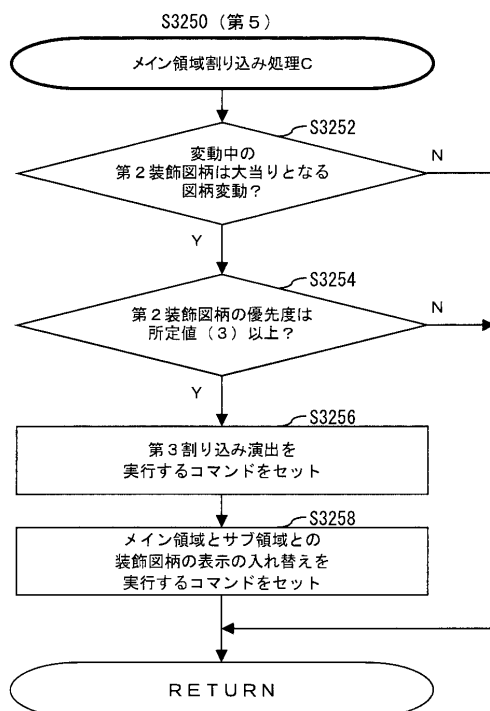 S3250（第５）
メイン領域割り込み処理Ｃ
S3252
変動中の
第２装飾図柄は大当りとなる
図柄変動？
N
Y
S3254
第２装飾図柄の優先度は
所定値（３）以上？
N
Y
S3256
第３割り込み演出を
実行するコマンドをセット
S3258
メイン領域とサブ領域との
装飾図柄の表示の入れ替えを
実行するコマンドをセット
ＲＥＴＵＲＮ